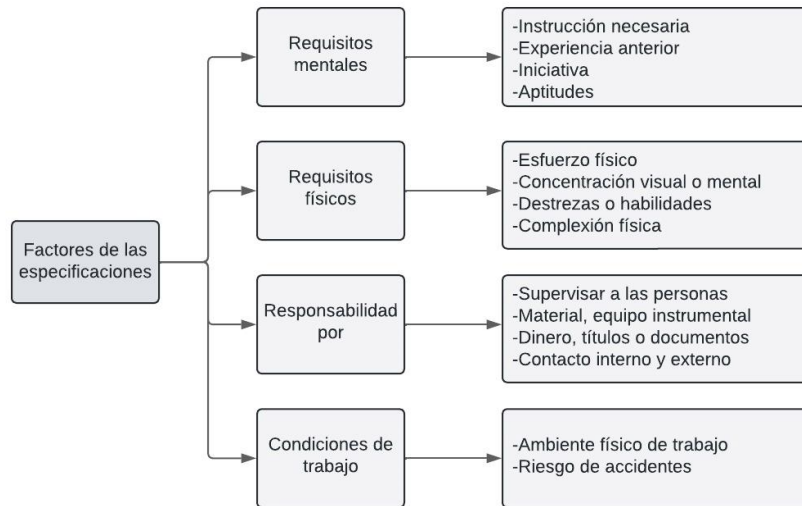 Factores de las
especificaciones
Requisitos
mentales
-Instrucción necesaria
-Experiencia anterior
-Iniciativa
-Aptitudes
Requisitos
físicos
-Esfuerzo físico
-Concentración visual o mental
-Destrezas o habilidades
-Complexión física
Responsabilidad
por
-Supervisar a las personas
-Material, equipo instrumental
-Dinero, títulos o documentos
-Contacto interno y externo
Condiciones de
trabajo
-Ambiente físico de trabajo
-Riesgo de accidentes